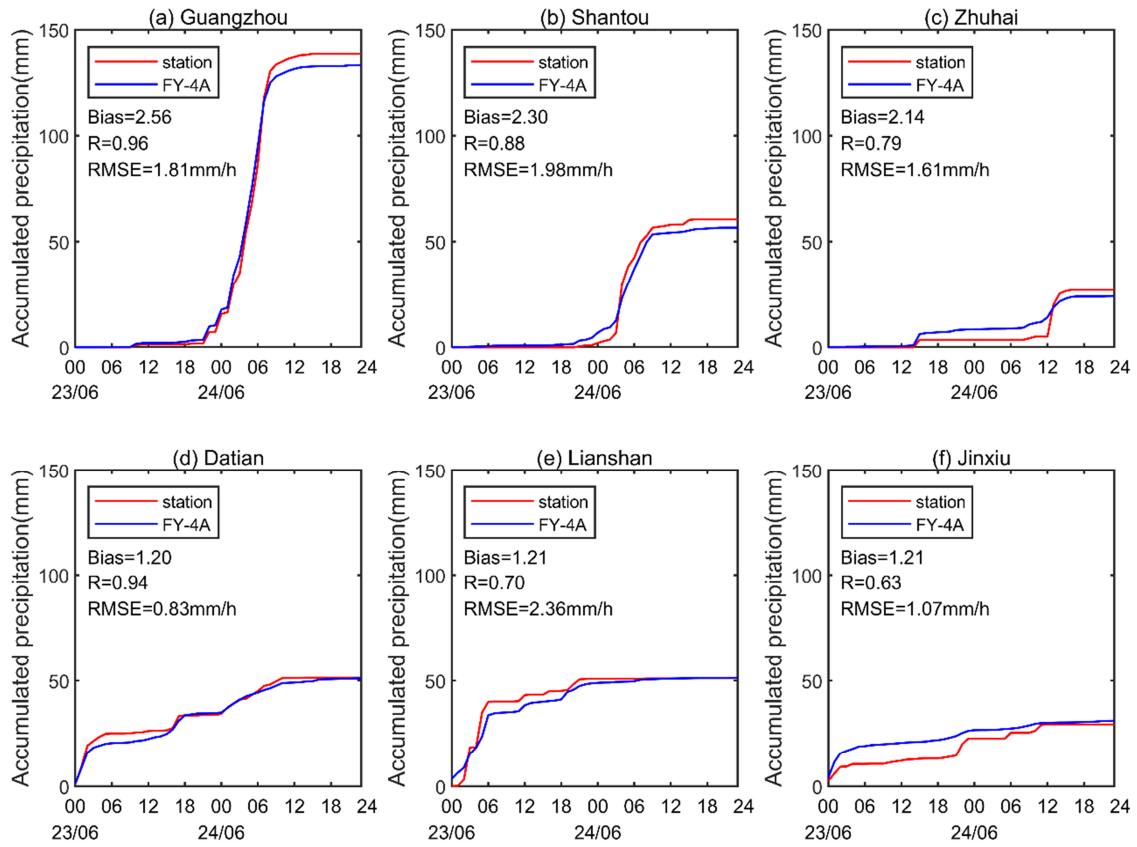 (a) Guangzhou
Accumulated precipitation(mm)
150
100
50
0
station
FY-4A
Bias=2.56
R=0.96
RMSE=1.81mm/h
00 06 12 18 00 06 12 18 24
23/06 24/06
(b) Shantou
Accumulated precipitation(mm)
150
100
50
0
station
FY-4A
Bias=2.30
R=0.88
RMSE=1.98mm/h
00 06 12 18 00 06 12 18 24
23/06 24/06
(c) Zhuhai
Accumulated precipitation(mm)
150
100
50
0
station
FY-4A
Bias=2.14
R=0.79
RMSE=1.61mm/h
00 06 12 18 00 06 12 18 24
23/06 24/06
(d) Datian
Accumulated precipitation(mm)
150
100
50
0
station
FY-4A
Bias=1.20
R=0.94
RMSE=0.83mm/h
00 06 12 18 00 06 12 18 24
23/06 24/06
(e) Lianshan
Accumulated precipitation(mm)
150
100
50
0
station
FY-4A
Bias=1.21
R=0.70
RMSE=2.36mm/h
00 06 12 18 00 06 12 18 24
23/06 24/06
(f) Jinxiu
Accumulated precipitation(mm)
150
100
50
0
station
FY-4A
Bias=1.21
R=0.63
RMSE=1.07mm/h
00 06 12 18 00 06 12 18 24
23/06 24/06